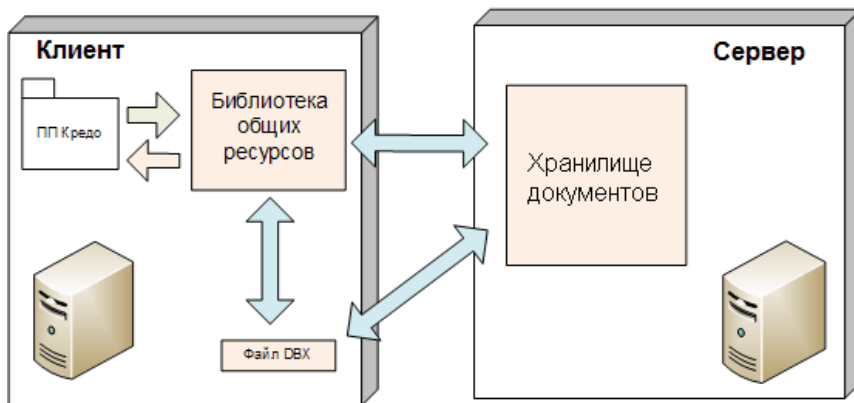 Клиент
ПП Кредо
Библиотека
общих
ресурсов
Файл DBX
Сервер
Хранилище
документов